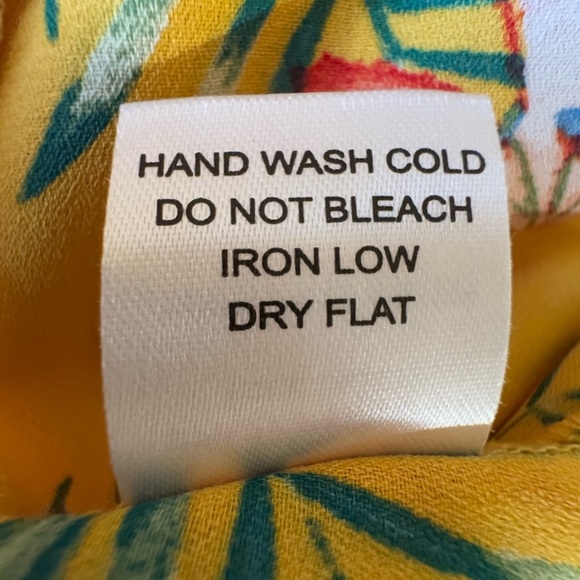 HAND WASH COLD
DO NOT BLEACH
IRON LOW
DRY FLAT